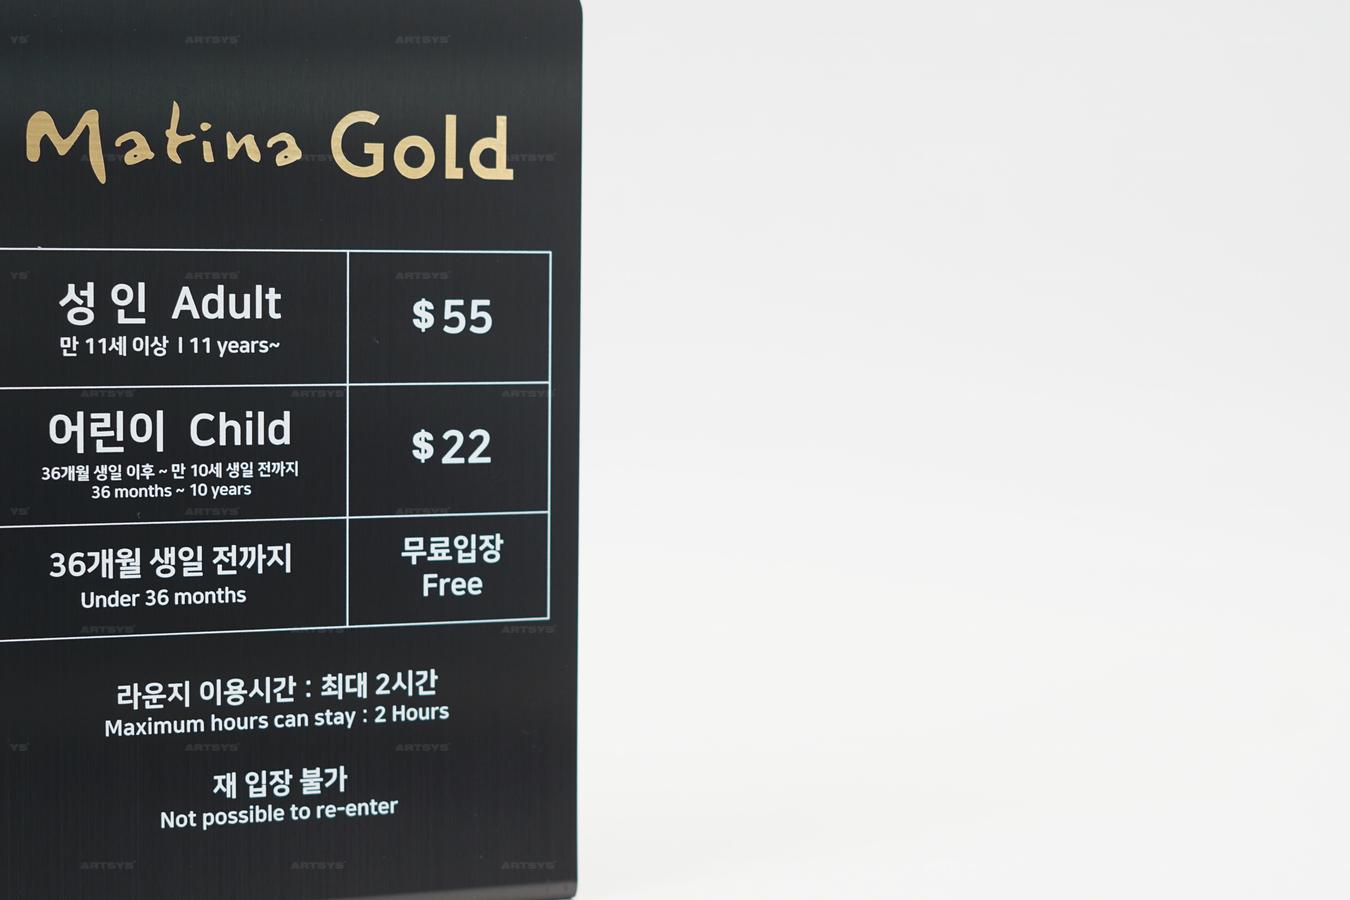 Matina Gold
성 인 Adult
만 11세 이상 | 11 years~
$55
어린이 Child
36개월 생일 이후 ~ 만 10세 생일 전까지
36 months ~ 10 years
$22
36개월 생일 전까지
Under 36 months
무료입장
Free
라운지 이용시간 : 최대 2시간
Maximum hours can stay : 2 Hours
재 입장 불가
Not possible to re-enter
ARTSYS